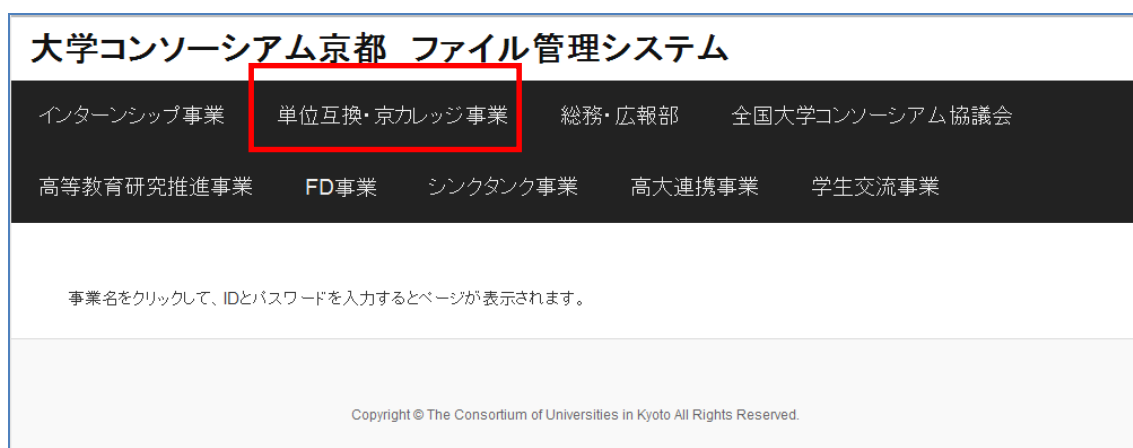 大学コンソーシアム京都 ファイル管理システム
インターンシップ事業 単位互換・京カレッジ事業 総務・広報部 全国大学コンソーシアム協議会
高等教育研究推進事業 FD事業 シンクタンク事業 高大連携事業 学生交流事業
事業名をクリックして、IDとパスワードを入力するとページが表示されます。
Copyright © The Consortium of Universities in Kyoto All Rights Reserved.